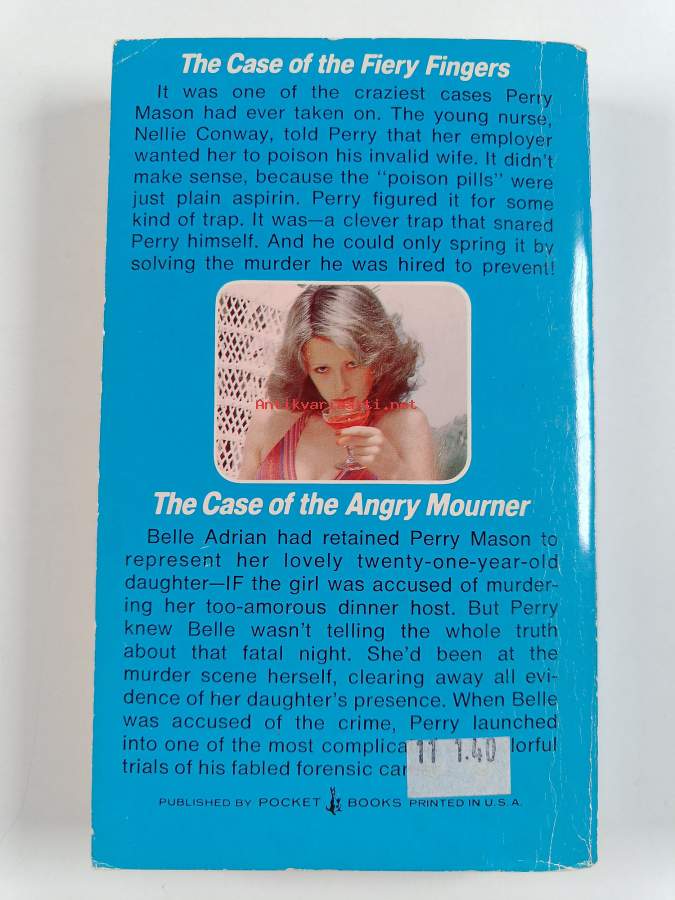 The Case of the Fiery Fingers
It was one of the craziest cases Perry
Mason had ever taken on. The young nurse,
Nellie Conway, told Perry that her employer
wanted her to poison his invalid wife. It didn't
make sense, because the "poison pills" were
just plain aspirin. Perry figured it for some
kind of trap. It was—a clever trap that snared
Perry himself. And he could only spring it by
solving the murder he was hired to prevent!
The Case of the Angry Mourner
Belle Adrian had retained Perry Mason to
represent her lovely twenty-one-year-old
daughter—IF the girl was accused of murder-
ing her too-amorous dinner host. But Perry
knew Belle wasn't telling the whole truth
about that fatal night. She'd been at the
murder scene herself, clearing away all evi-
dence of her daughter's presence. When Belle
was accused of the crime, Perry launched
into one of the most complica lorful
trials of his fabled forensic car
11 1.40
PUBLISHED BY POCKET BOOKS PRINTED IN U.S.A.